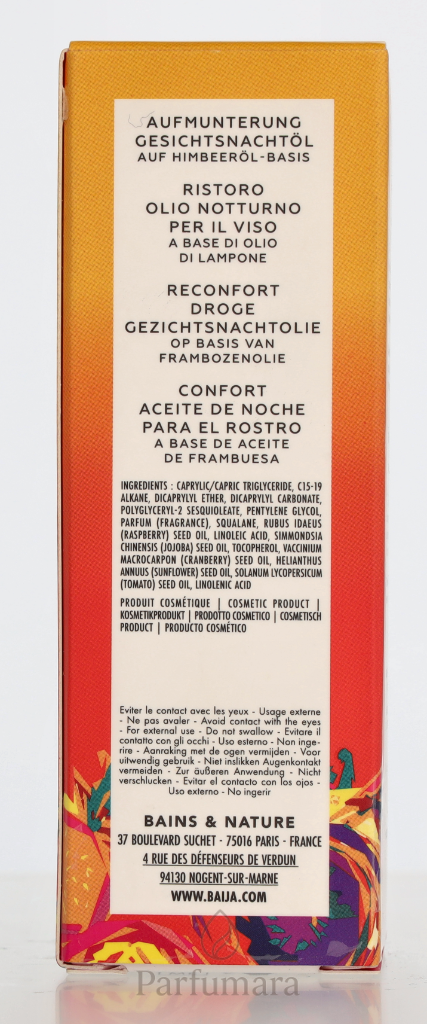 AUFMUNTERUNG
GESICHTSNACHTÖL
AUF HIMBEERÖL-BASIS
RISTORO
OLIO NOTTURNO
PER IL VISO
A BASE DI OLIO
DI LAMPONE
RECONFORT
DROGE
GEZICHTSNACHTOLIE
OP BASIS VAN
FRAMBOZENOLIE
CONFORT
ACEITE DE NOCHE
PARA EL ROSTRO
A BASE DE ACEITE
DE FRAMBUESA
INGREDIENTS : CAPRYLIC/CAPRIC TRIGLYCERIDE, C15-19
ALKANE, DICAPRYLYL ETHER, DICAPRYLYL CARBONATE,
POLYGLYCERYL-2 SESQUIOLEATE, PENTYLENE GLYCOL,
PARFUM (FRAGRANCE), SQUALANE, RUBUS IDAEUS
(RASPBERRY) SEED OIL, LINOLEIC ACID, SIMMONDSIA
CHINENSIS (JOJOBA) SEED OIL, TOCOPHEROL, VACCINIUM
MACROCARPON (CRANBERRY) SEED OIL, HELIANTHUS
ANNUUS (SUNFLOWER) SEED OIL, SOLANUM LYCOPERSICUM
(TOMATO) SEED OIL, LINOLENIC ACID
PRODUIT COSMÉTIQUE | COSMETIC PRODUCT |
KOSMETIKPRODUKT | PRODOTTO COSMETICO | COSMETISCH
PRODUCT | PRODUCTO COSMÉTICO
Eviter le contact avec les yeux - Usage externe
- Ne pas avaler - Avoid contact with the eyes
- For external use - Do not swallow - Evitare il
contatto con gli occhi - Uso esterno - Non inge-
rire - Aanraking met de ogen vermijden - Voor
uitwendig gebruik - Niet inslikken Augenkontakt
vermeiden - Zur äußeren Anwendung - Nicht
verschlucken - Evitar el contacto con los ojos -
Uso externo - No ingerir
BAINS & NATURE
37 BOULEVARD SUCHET - 75016 PARIS - FRANCE
4 RUE DES DÉFENSEURS DE VERDUN
94130 NOGENT-SUR-MARNE
WWW.BAIJA.COM
Parfumara